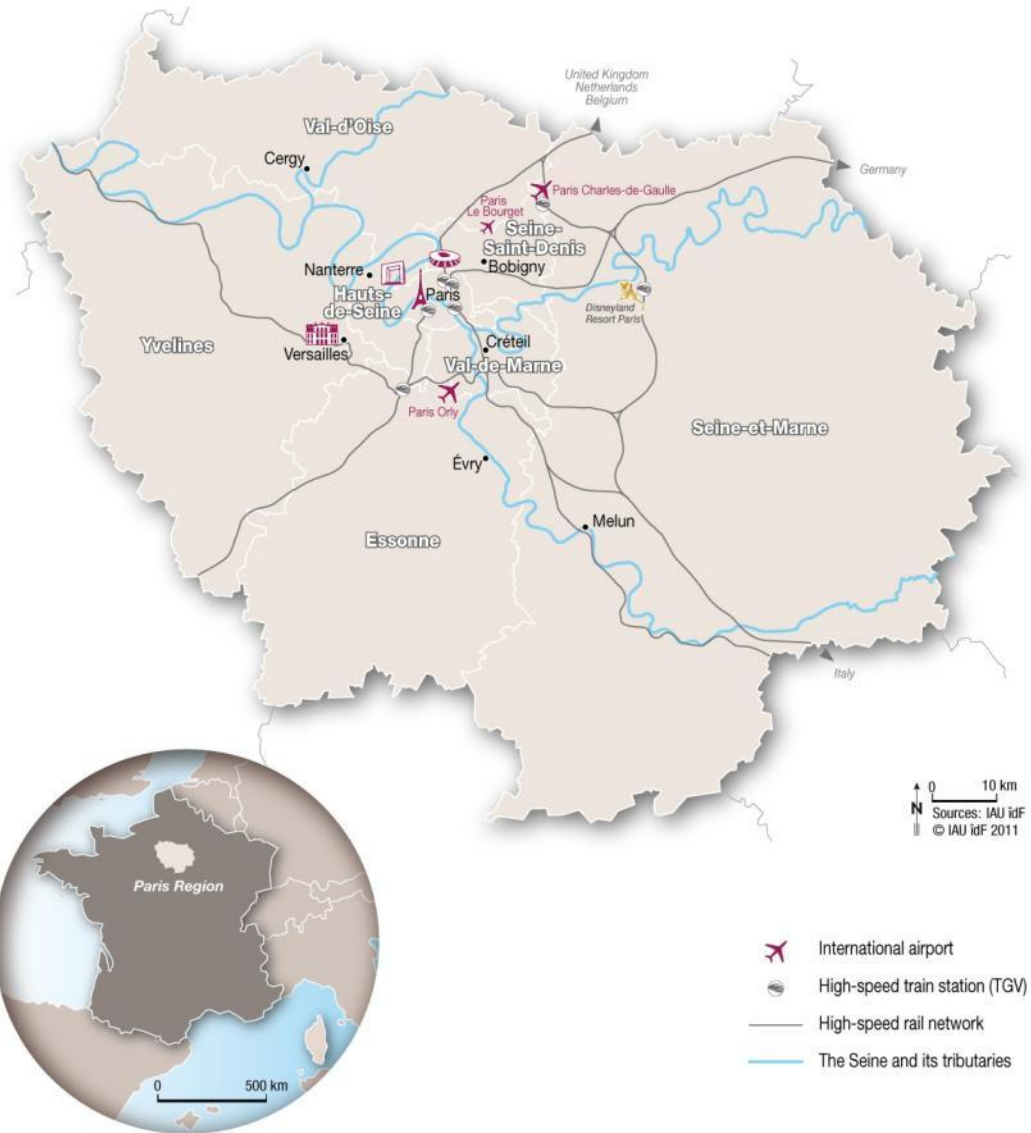 United Kingdom
Netherlands
Belgium
Val-d'Oise
Cergy
Germany
Paris Charles-de-Gaulle
Paris
Le Bourget
Seine-
Saint-Denis
Bobigny
Nanterre
Hauts-
de-Seine
Paris
Disneyland
Resort Paris
Yvelines
Versailles
Créteil
Val-de-Marne
Paris Orly
Seine-et-Marne
Évry
Melun
Essonne
Italy
0 10 km
N
Sources: IAU îdF
© IAU îdF 2011
Paris Region
0 500 km
International airport
High-speed train station (TGV)
High-speed rail network
The Seine and its tributaries